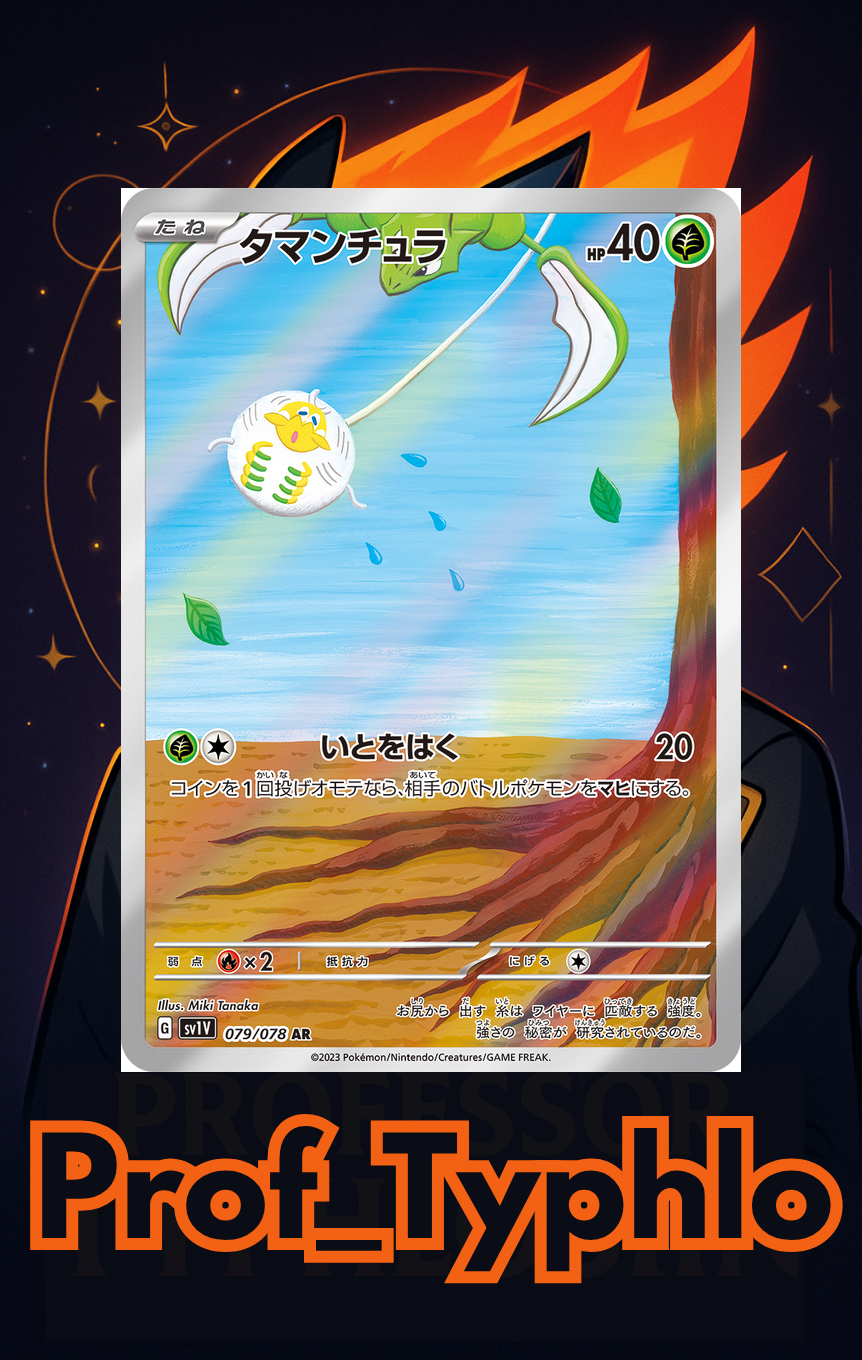 たね
タマンチュラ
HP40
いとをはく 20
コインを1回投げオモテなら、相手のバトルポケモンをマヒにする。
弱点 ×2 抵抗力 にげる
Illus. Miki Tanaka
お尻から 出す 糸は ワイヤーに 匹敵する 強度。
強さの 秘密が 研究されているのだ。
G sv1V 079/078 AR
©2023 Pokémon/Nintendo/Creatures/GAME FREAK.
PROFESSOR
Prof_Typhlo